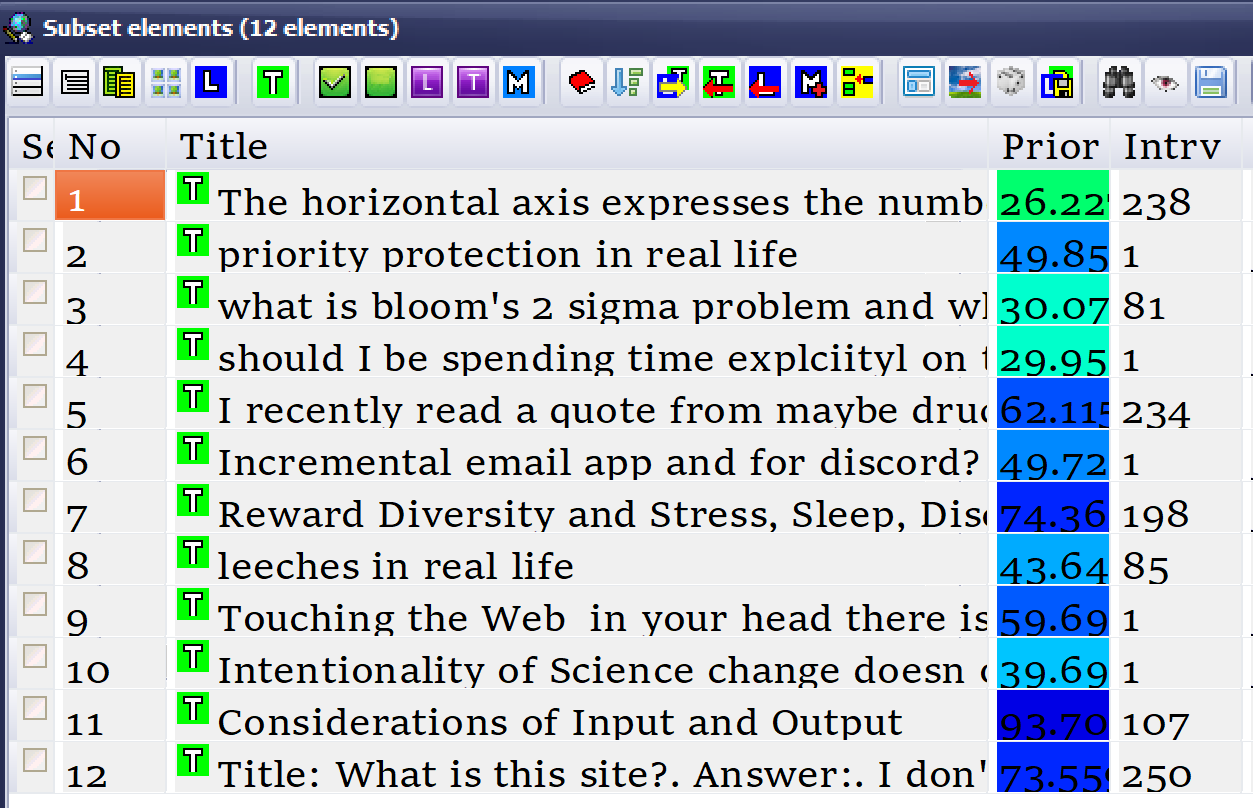 Subset elements (12 elements)
L T L T M T L M
Se No Title Prior Intrv
1 T The horizontal axis expresses the numb 26.22 238
2 T priority protection in real life 49.85 1
3 T what is bloom's 2 sigma problem and wh 30.07 81
4 T should I be spending time explciityl on t 29.95 1
5 T I recently read a quote from maybe druc 62.115 234
6 T Incremental email app and for discord? 49.72 1
7 T Reward Diversity and Stress, Sleep, Disc 74.36 198
8 T leeches in real life 43.64 85
9 T Touching the Web in your head there is 59.69 1
10 T Intentionality of Science change doesn c 39.69 1
11 T Considerations of Input and Output 93.70 107
12 T Title: What is this site?. Answer:. I don' 73.559 250